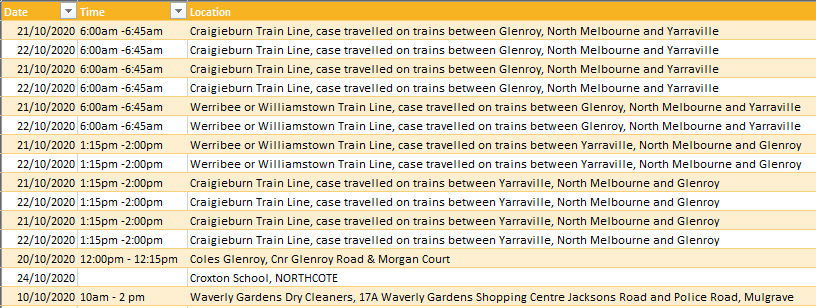 Date Time Location
21/10/2020 6:00am -6:45am Craigieburn Train Line, case travelled on trains between Glenroy, North Melbourne and Yarraville
22/10/2020 6:00am -6:45am Craigieburn Train Line, case travelled on trains between Glenroy, North Melbourne and Yarraville
21/10/2020 6:00am -6:45am Craigieburn Train Line, case travelled on trains between Glenroy, North Melbourne and Yarraville
22/10/2020 6:00am -6:45am Craigieburn Train Line, case travelled on trains between Glenroy, North Melbourne and Yarraville
21/10/2020 6:00am -6:45am Werribee or Williamstown Train Line, case travelled on trains between Glenroy, North Melbourne and Yarraville
22/10/2020 6:00am -6:45am Werribee or Williamstown Train Line, case travelled on trains between Glenroy, North Melbourne and Yarraville
21/10/2020 1:15pm -2:00pm Werribee or Williamstown Train Line, case travelled on trains between Yarraville, North Melbourne and Glenroy
22/10/2020 1:15pm -2:00pm Werribee or Williamstown Train Line, case travelled on trains between Yarraville, North Melbourne and Glenroy
21/10/2020 1:15pm -2:00pm Craigieburn Train Line, case travelled on trains between Yarraville, North Melbourne and Glenroy
22/10/2020 1:15pm -2:00pm Craigieburn Train Line, case travelled on trains between Yarraville, North Melbourne and Glenroy
21/10/2020 1:15pm -2:00pm Craigieburn Train Line, case travelled on trains between Yarraville, North Melbourne and Glenroy
22/10/2020 1:15pm -2:00pm Craigieburn Train Line, case travelled on trains between Yarraville, North Melbourne and Glenroy
20/10/2020 12:00pm - 12:15pm Coles Glenroy, Cnr Glenroy Road & Morgan Court
24/10/2020 Croxton School, NORTHCOTE
10/10/2020 10am - 2 pm Waverly Gardens Dry Cleaners, 17A Waverly Gardens Shopping Centre Jacksons Road and Police Road, Mulgrave